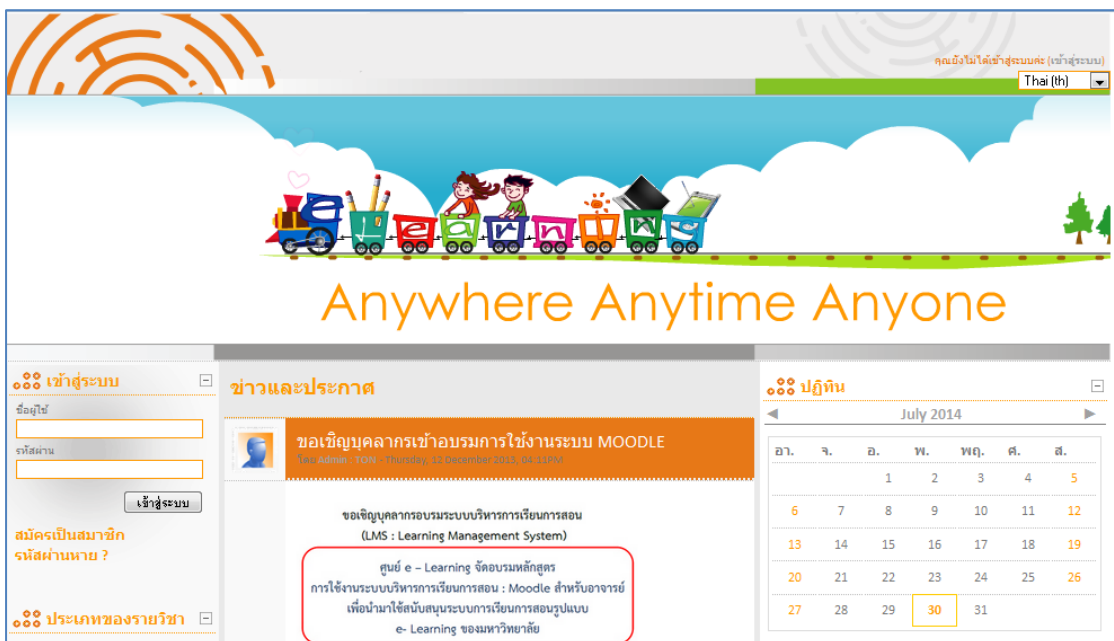 คุณยังไม่ได้เข้าสู่ระบบค่ะ (เข้าสู่ระบบ)
Thai (th)
eLearning
Anywhere Anytime Anyone
เข้าสู่ระบบ
ชื่อผู้ใช้
รหัสผ่าน
เข้าสู่ระบบ
สมัครเป็นสมาชิก
รหัสผ่านหาย ?
ประเภทของรายวิชา
ข่าวและประกาศ
ขอเชิญบุคลากรเข้าอบรมการใช้งานระบบ MOODLE
โดย Admin : TON - Thursday, 12 December 2013, 04:11PM
ขอเชิญบุคลากรอบรมระบบบริหารการเรียนการสอน
(LMS : Learning Management System)
ศูนย์ e – Learning จัดอบรมหลักสูตร
การใช้งานระบบบริหารการเรียนการสอน : Moodle สำหรับอาจารย์
เพื่อนำมาใช้สนับสนุนระบบการเรียนการสอนรูปแบบ
e- Learning ของมหาวิทยาลัย
ปฏิทิน
July 2014
อา. จ. อ. พ. พฤ. ศ. ส.
1 2 3 4 5
6 7 8 9 10 11 12
13 14 15 16 17 18 19
20 21 22 23 24 25 26
27 28 29 30 31